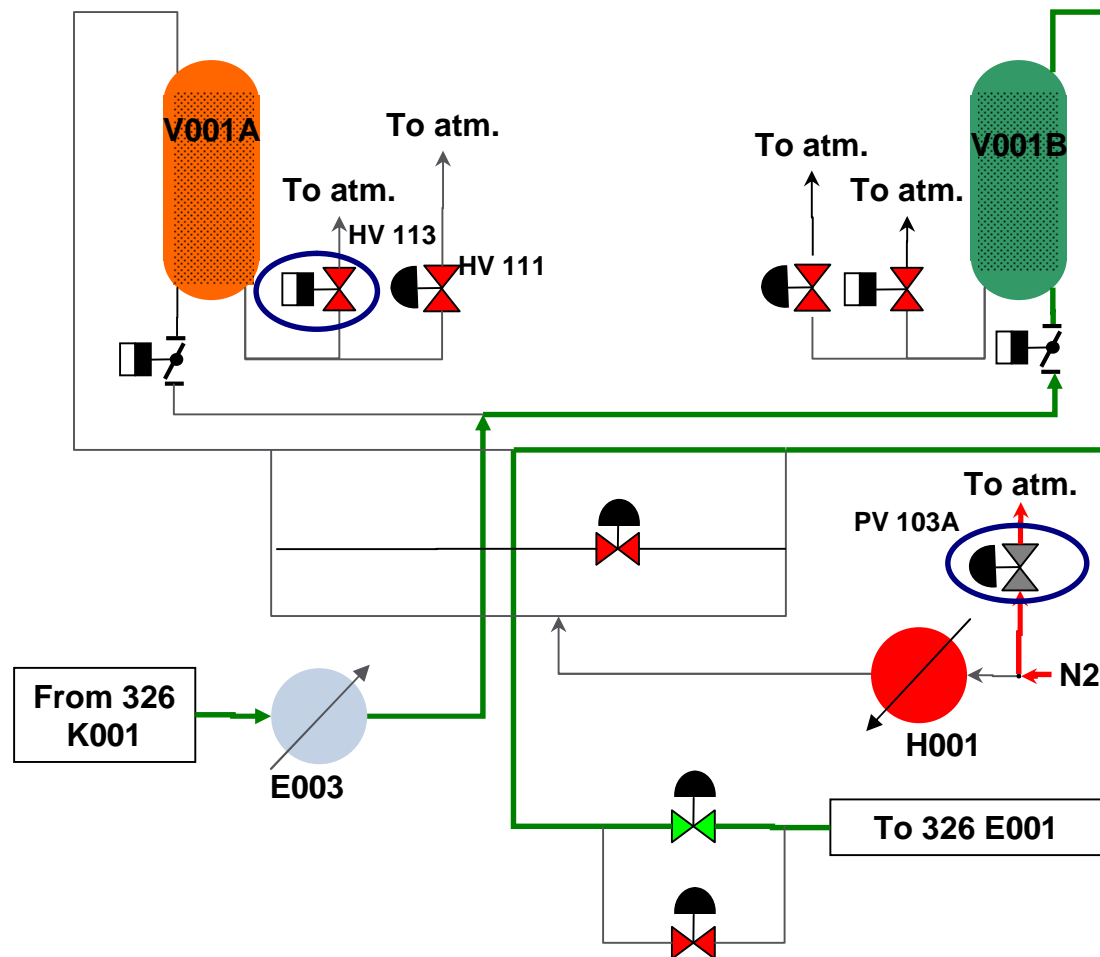 To atm.
To atm.
V001A
V001B
To atm.
To atm.
HV 113
HV 111
To atm.
PV 103A
From 326
K001
N2
H001
E003
To 326 E001